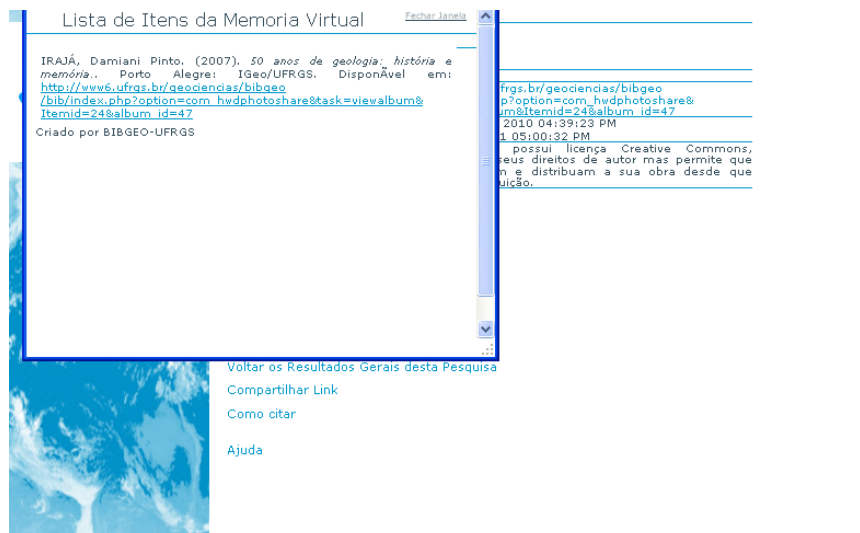 Lista de Itens da Memoria Virtual
Fechar Janela
IRAJÁ, Damiani Pinto. (2007). 50 anos de geologia: história e
memória.. Porto Alegre: IGeo/UFRGS. DisponÃvel em:
http://www6.ufrgs.br/geociencias/bibgeo
/bib/index.php?option=com_hwdphotoshare&task=viewalbum&
Itemid=24&album_id=47
Criado por BIBGEO-UFRGS
frgs.br/geociencias/bibgeo
p?option=com_hwdphotoshare&
um&Itemid=24&album_id=47
2010 04:39:23 PM
1 05:00:32 PM
possui licença Creative Commons,
seus direitos de autor mas permite que
m e distribuam a sua obra desde que
uição.
Voltar os Resultados Gerais desta Pesquisa
Compartilhar Link
Como citar
Ajuda